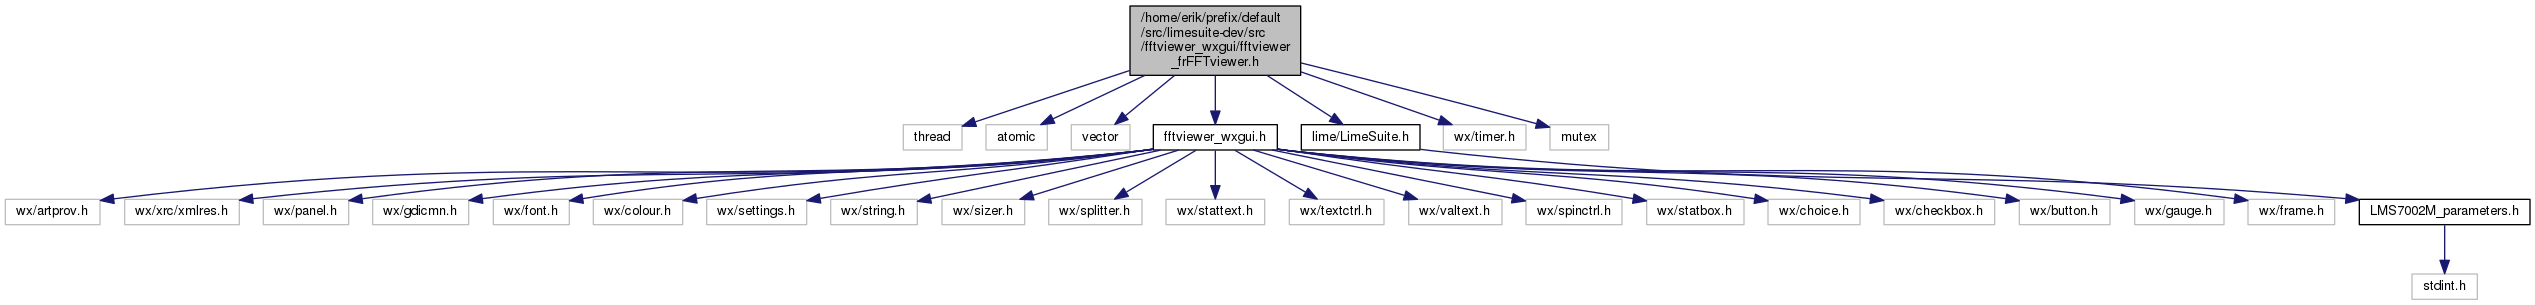 /home/erik/prefix/default
/src/limesuite-dev/src
/fftviewer_wxgui/fftviewer
_frFFTviewer.h
thread
atomic
vector
fftviewer_wxgui.h
lime/LimeSuite.h
wx/timer.h
mutex
wx/artprov.h
wx/xrc/xmlres.h
wx/panel.h
wx/gdicmn.h
wx/font.h
wx/colour.h
wx/settings.h
wx/string.h
wx/sizer.h
wx/splitter.h
wx/stattext.h
wx/textctrl.h
wx/valtext.h
wx/spinctrl.h
wx/statbox.h
wx/choice.h
wx/checkbox.h
wx/button.h
wx/gauge.h
wx/frame.h
LMS7002M_parameters.h
stdint.h